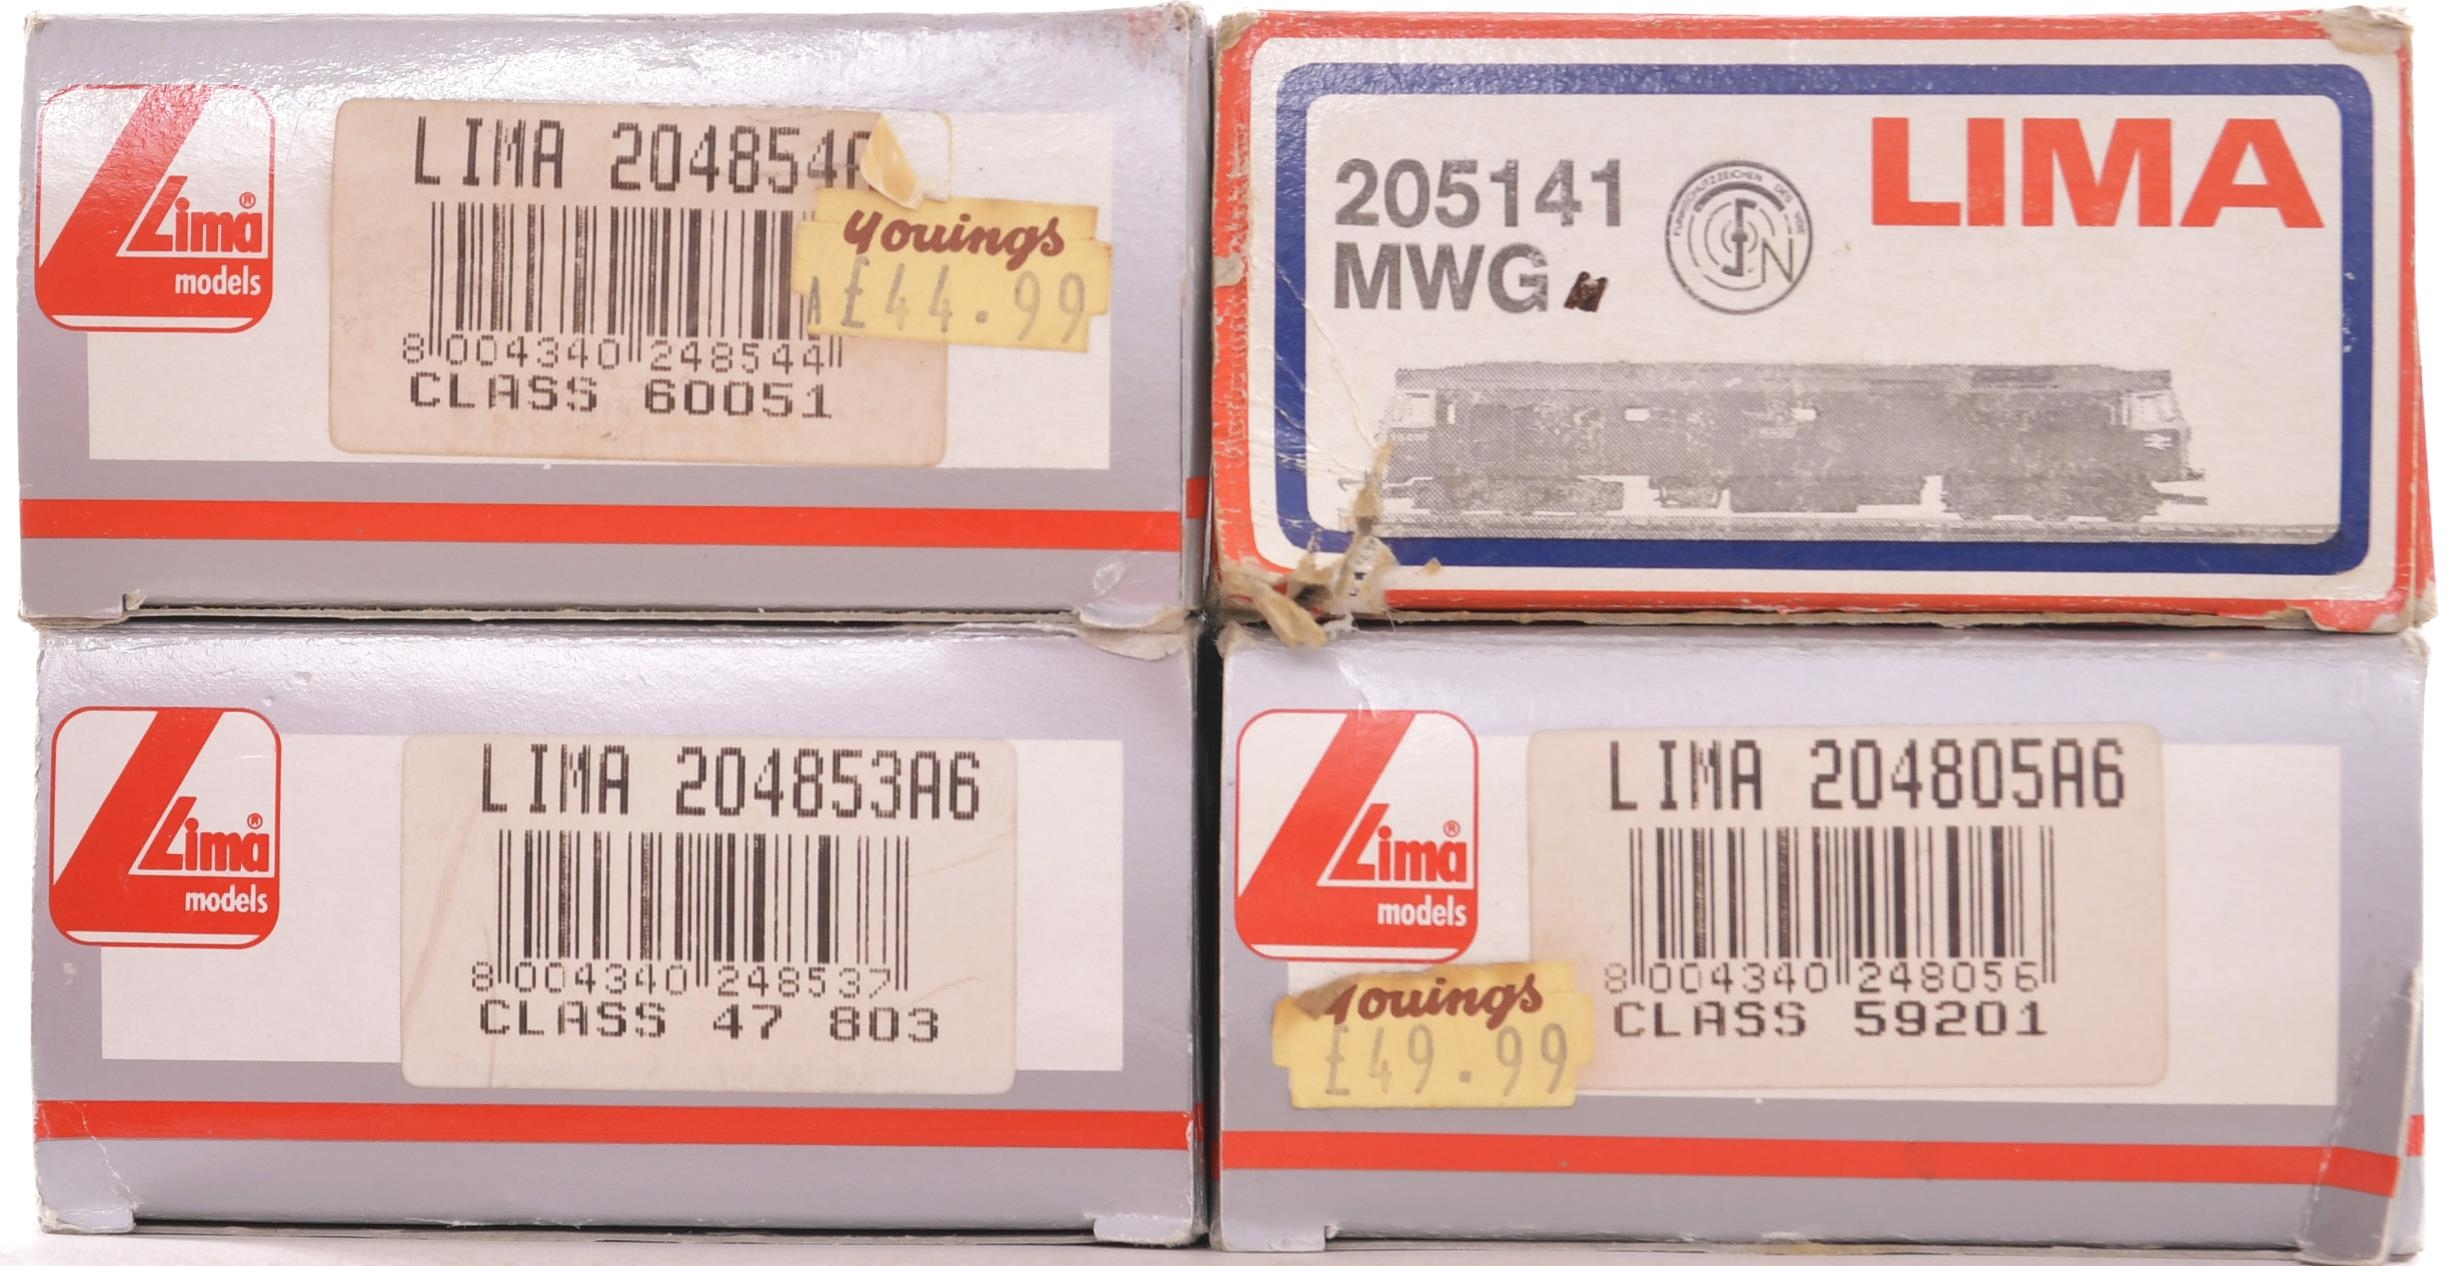 Lima®
models
LIMA 204854A
Youings
A £44.99
8 004340 248544
CLASS 60051
205141
MWG
LIMA
Lima®
models
LIMA 204853A6
8 004340 248537
CLASS 47 803
Lima®
models
LIMA 204805A6
8 004340 248056
CLASS 59201
Youings
£49.99